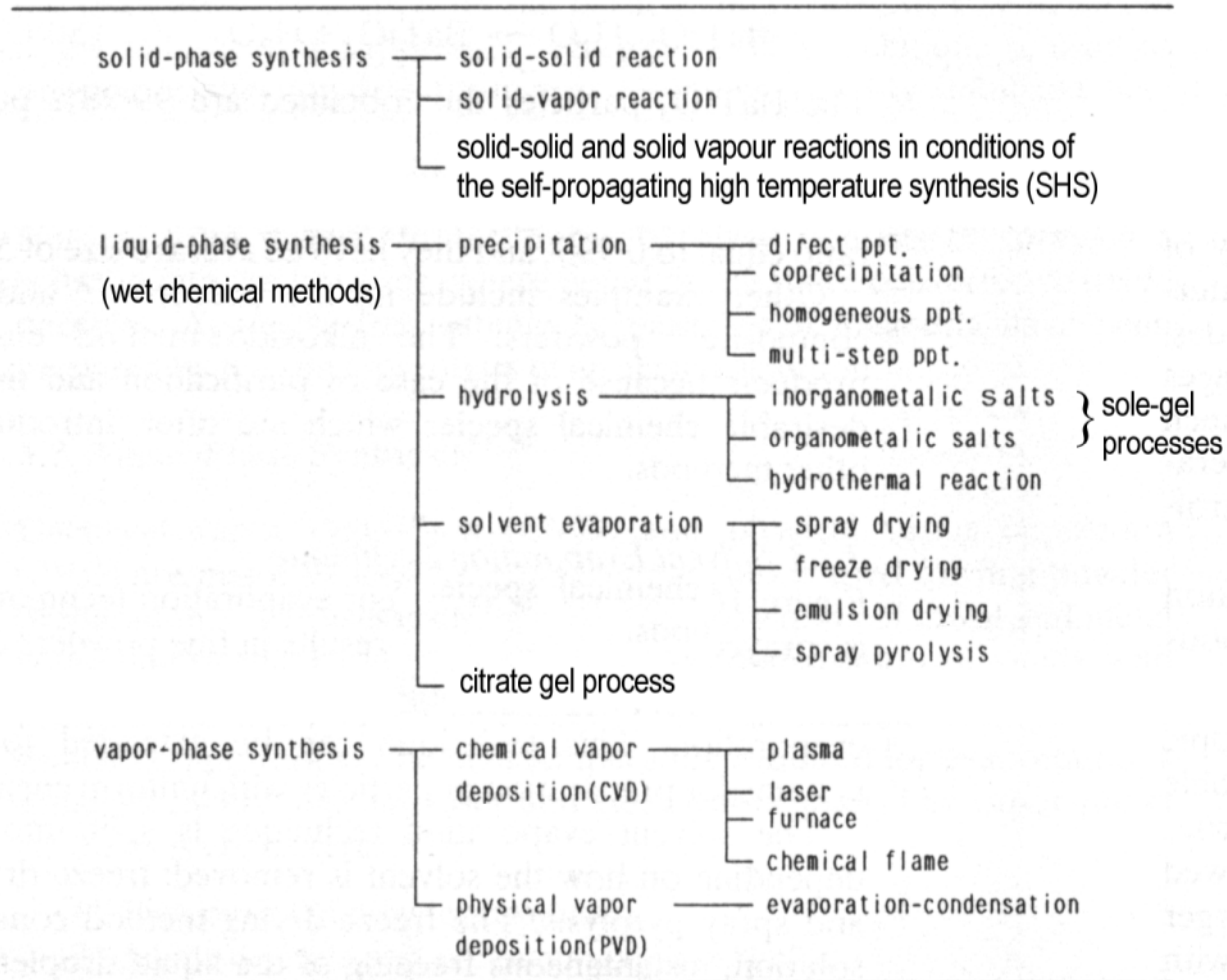 solid-phase synthesis solid-solid reaction
solid-vapor reaction
solid-solid and solid vapour reactions in conditions of
the self-propagating high temperature synthesis (SHS)
liquid-phase synthesis precipitation direct ppt.
(wet chemical methods) coprecipitation
homogeneous ppt.
multi-step ppt.
hydrolysis inorganometalic salts } sole-gel
organometalic salts processes
hydrothermal reaction
solvent evaporation spray drying
freeze drying
emulsion drying
spray pyrolysis
citrate gel process
vapor-phase synthesis chemical vapor plasma
deposition(CVD) laser
furnace
chemical flame
physical vapor evaporation-condensation
deposition(PVD)